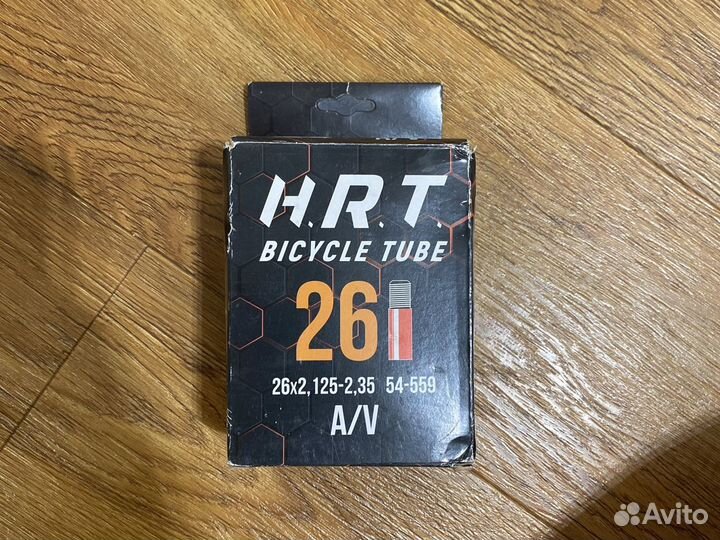 H.R.T.
BICYCLE TUBE
26
26x2,125-2,35 54-559
A/V
Avito